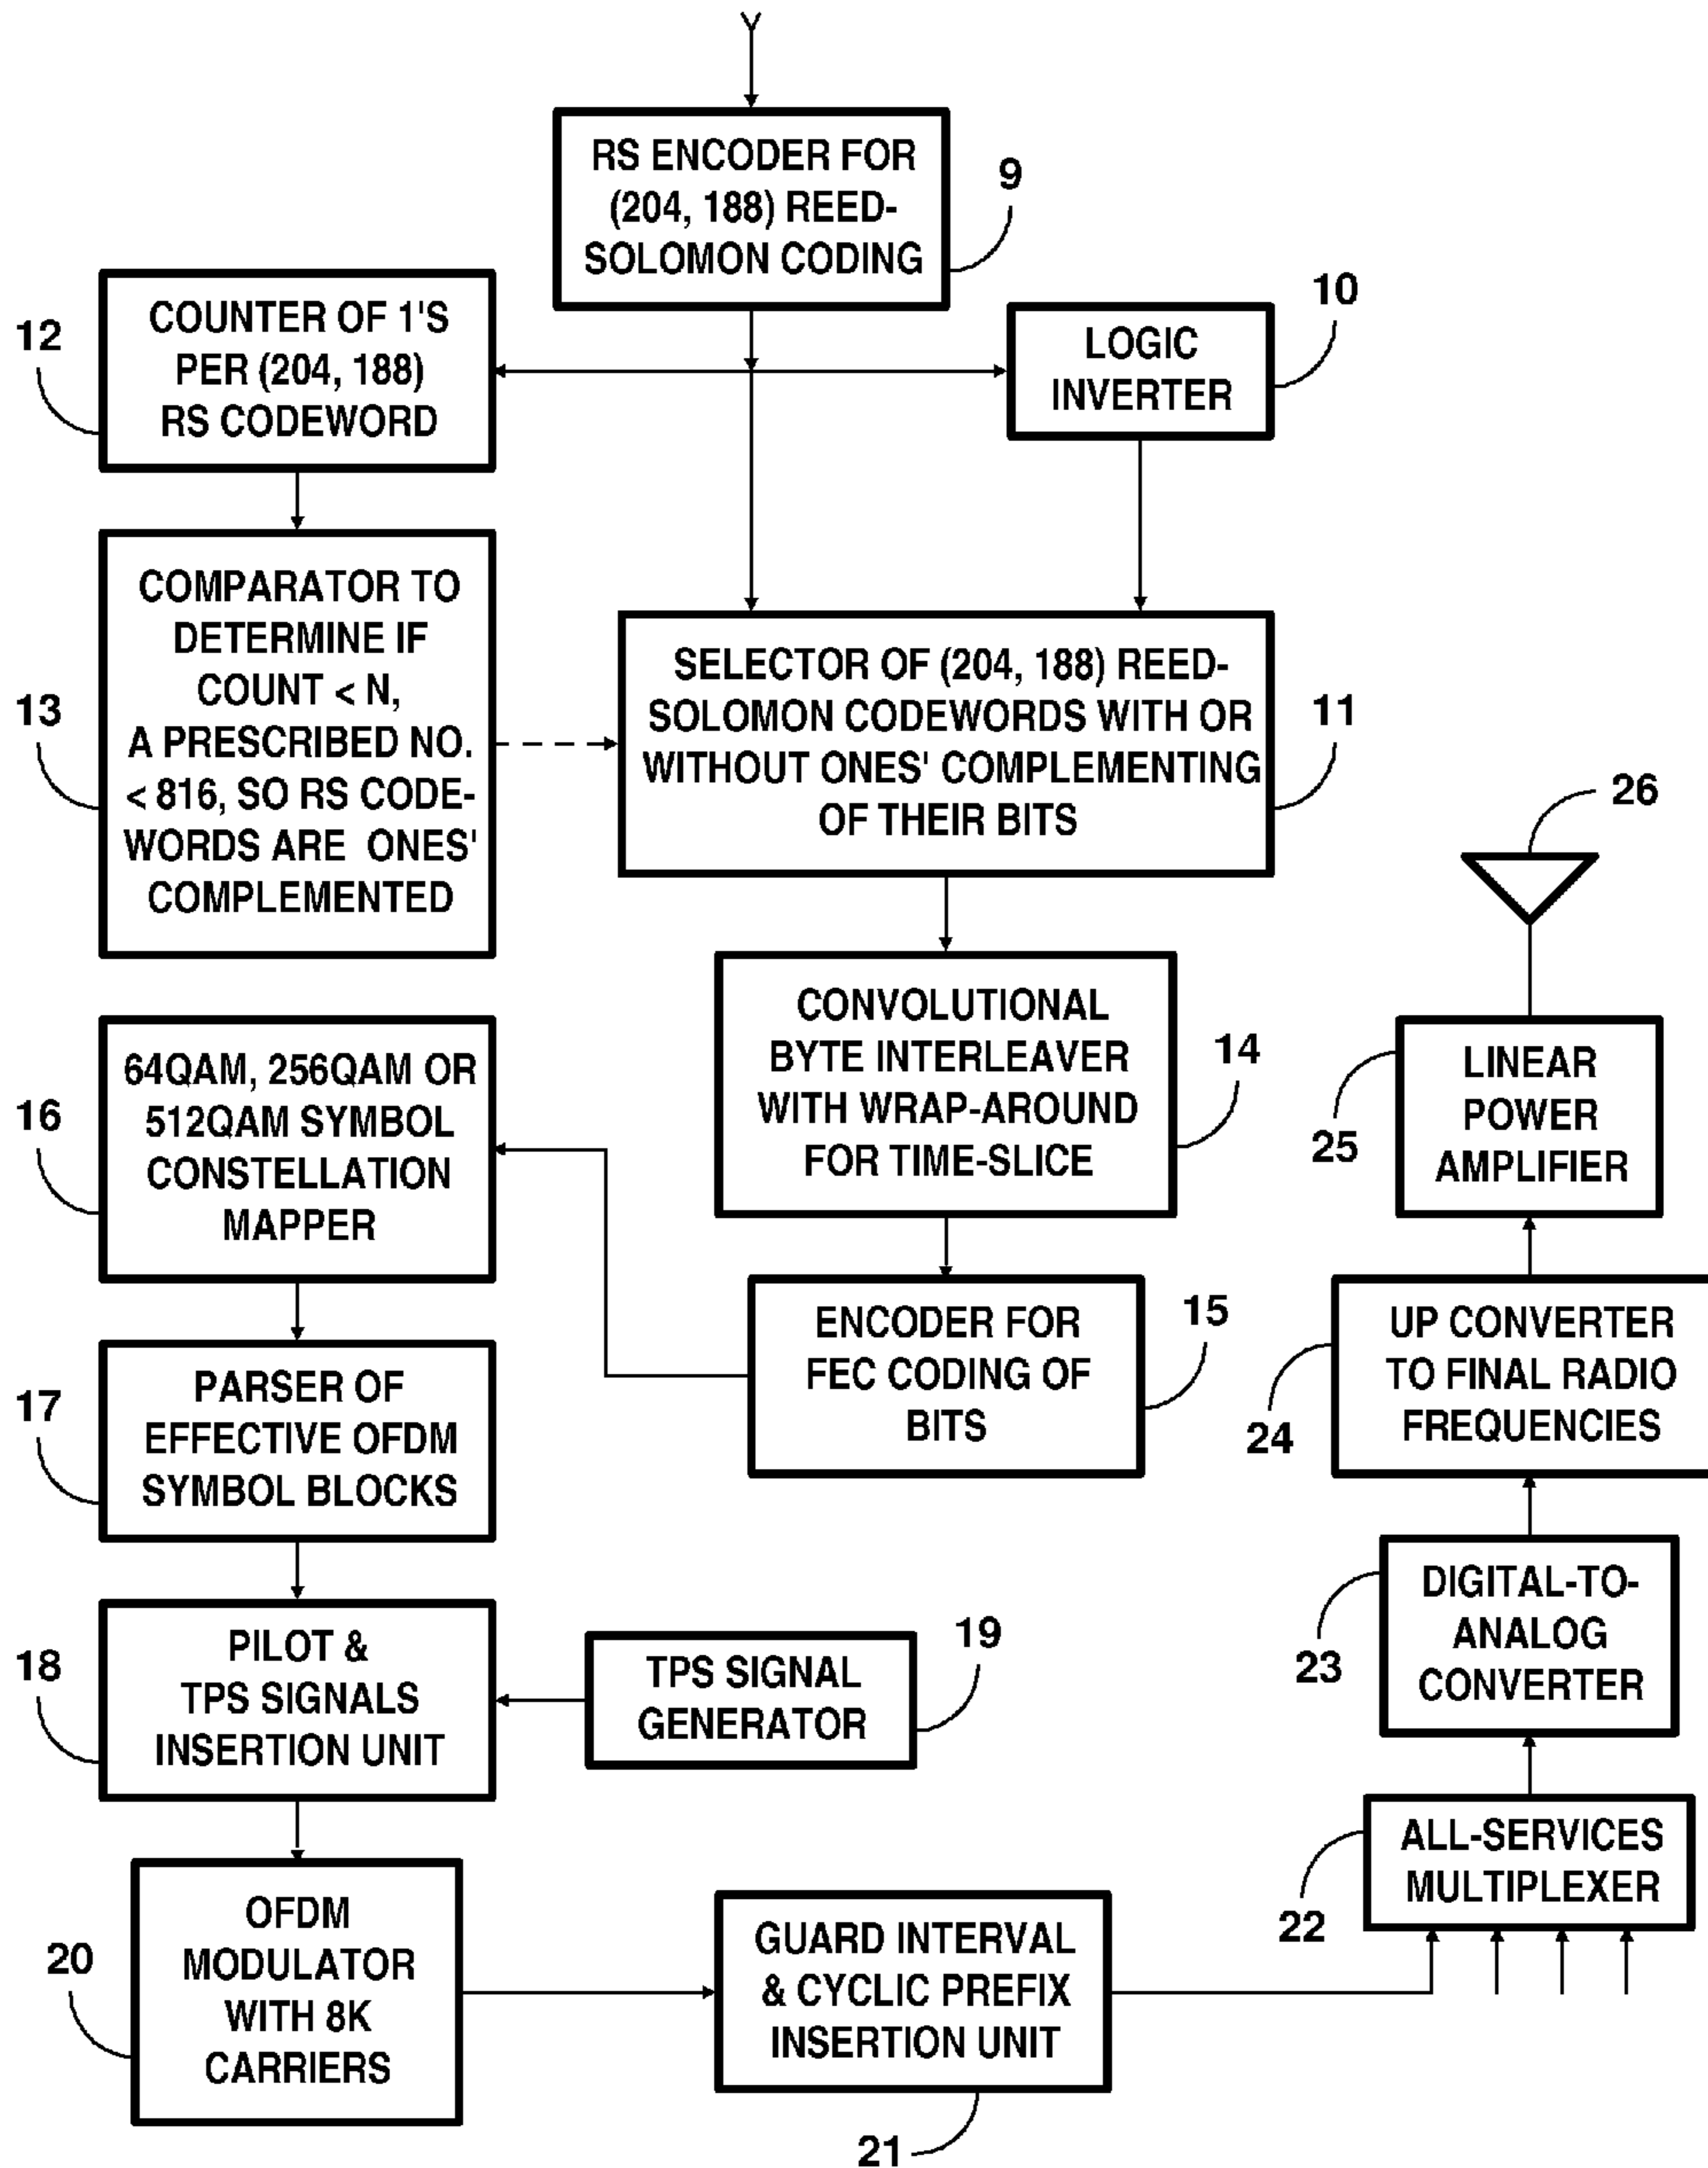 Y
RS ENCODER FOR
(204, 188) REED-
SOLOMON CODING
9
COUNTER OF 1'S
PER (204, 188)
RS CODEWORD
12
LOGIC
INVERTER
10
COMPARATOR TO
DETERMINE IF
COUNT < N,
A PRESCRIBED NO.
< 816, SO RS CODE-
WORDS ARE ONES'
COMPLEMENTED
13
SELECTOR OF (204, 188) REED-
SOLOMON CODEWORDS WITH OR
WITHOUT ONES' COMPLEMENTING
OF THEIR BITS
11
CONVOLUTIONAL
BYTE INTERLEAVER
WITH WRAP-AROUND
FOR TIME-SLICE
14
ENCODER FOR
FEC CODING OF
BITS
15
64QAM, 256QAM OR
512QAM SYMBOL
CONSTELLATION
MAPPER
16
PARSER OF
EFFECTIVE OFDM
SYMBOL BLOCKS
17
PILOT &
TPS SIGNALS
INSERTION UNIT
18
TPS SIGNAL
GENERATOR
19
OFDM
MODULATOR
WITH 8K
CARRIERS
20
GUARD INTERVAL
& CYCLIC PREFIX
INSERTION UNIT
21
ALL-SERVICES
MULTIPLEXER
22
DIGITAL-TO-
ANALOG
CONVERTER
23
UP CONVERTER
TO FINAL RADIO
FREQUENCIES
24
LINEAR
POWER
AMPLIFIER
25
26